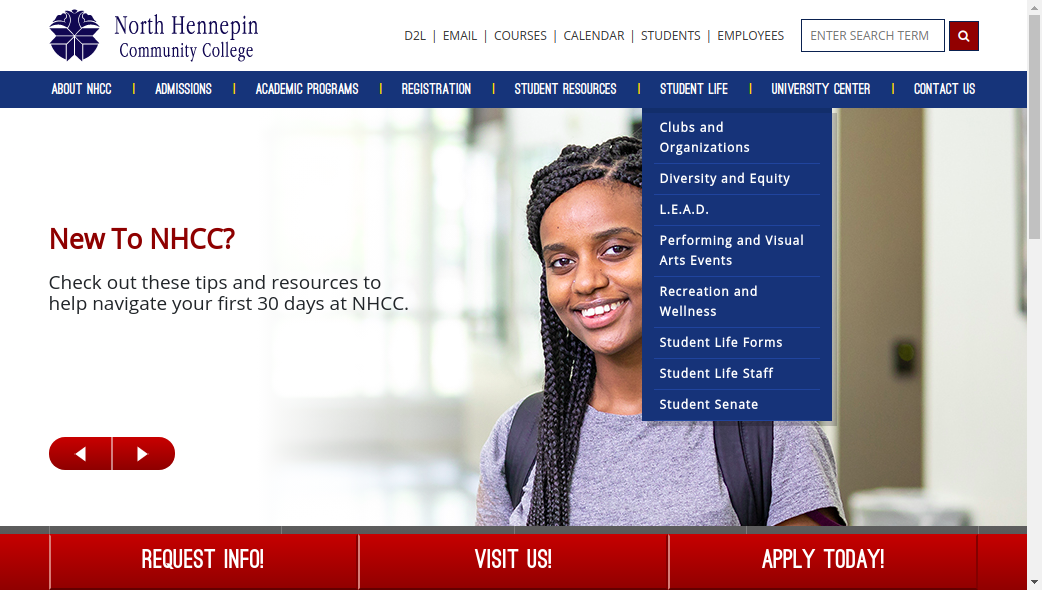 North Hennepin
Community College
D2L | EMAIL | COURSES | CALENDAR | STUDENTS | EMPLOYEES
ENTER SEARCH TERM
ABOUT NHCC | ADMISSIONS | ACADEMIC PROGRAMS | REGISTRATION | STUDENT RESOURCES | STUDENT LIFE | UNIVERSITY CENTER | CONTACT US
Clubs and
Organizations
Diversity and Equity
L.E.A.D.
Performing and Visual
Arts Events
Recreation and
Wellness
Student Life Forms
Student Life Staff
Student Senate
New To NHCC?
Check out these tips and resources to
help navigate your first 30 days at NHCC.
REQUEST INFO!
VISIT US!
APPLY TODAY!